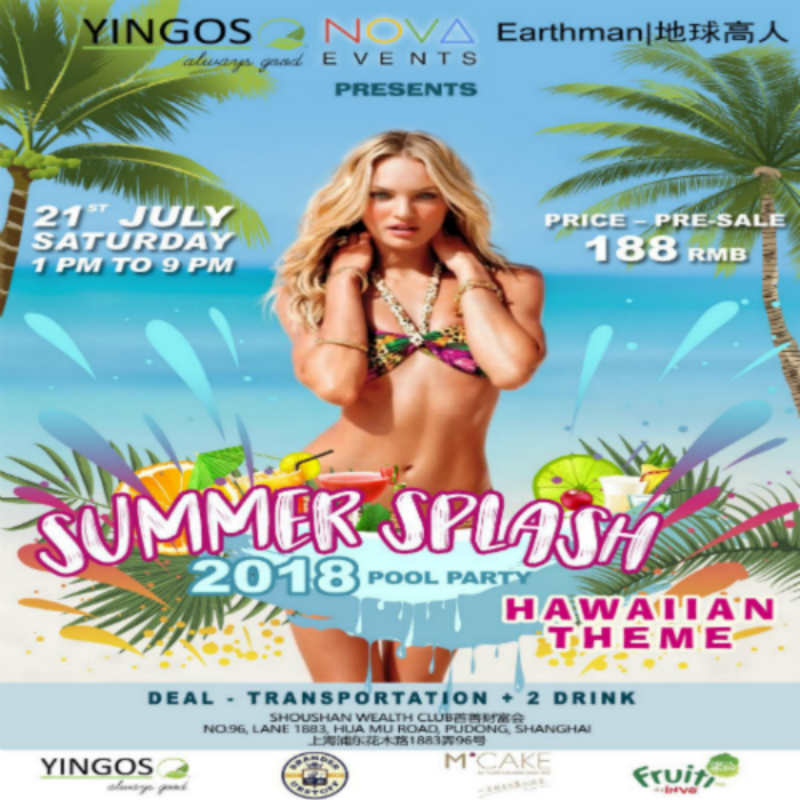 YINGOS NOVA Earthman|地球高人
always good EVENTS
PRESENTS
21ST JULY
SATURDAY
1 PM TO 9 PM
PRICE – PRE-SALE
188 RMB
SUMMER SPLASH
2018 POOL PARTY
HAWAIIAN
THEME
DEAL - TRANSPORTATION + 2 DRINK
SHOUSHAN WEALTH CLUB首善财富会
NO.96, LANE 1883, HUA MU ROAD, PUDONG, SHANGHAI
上海浦东花木路1883弄96号
YINGOS M CAKE
always good Fruiti